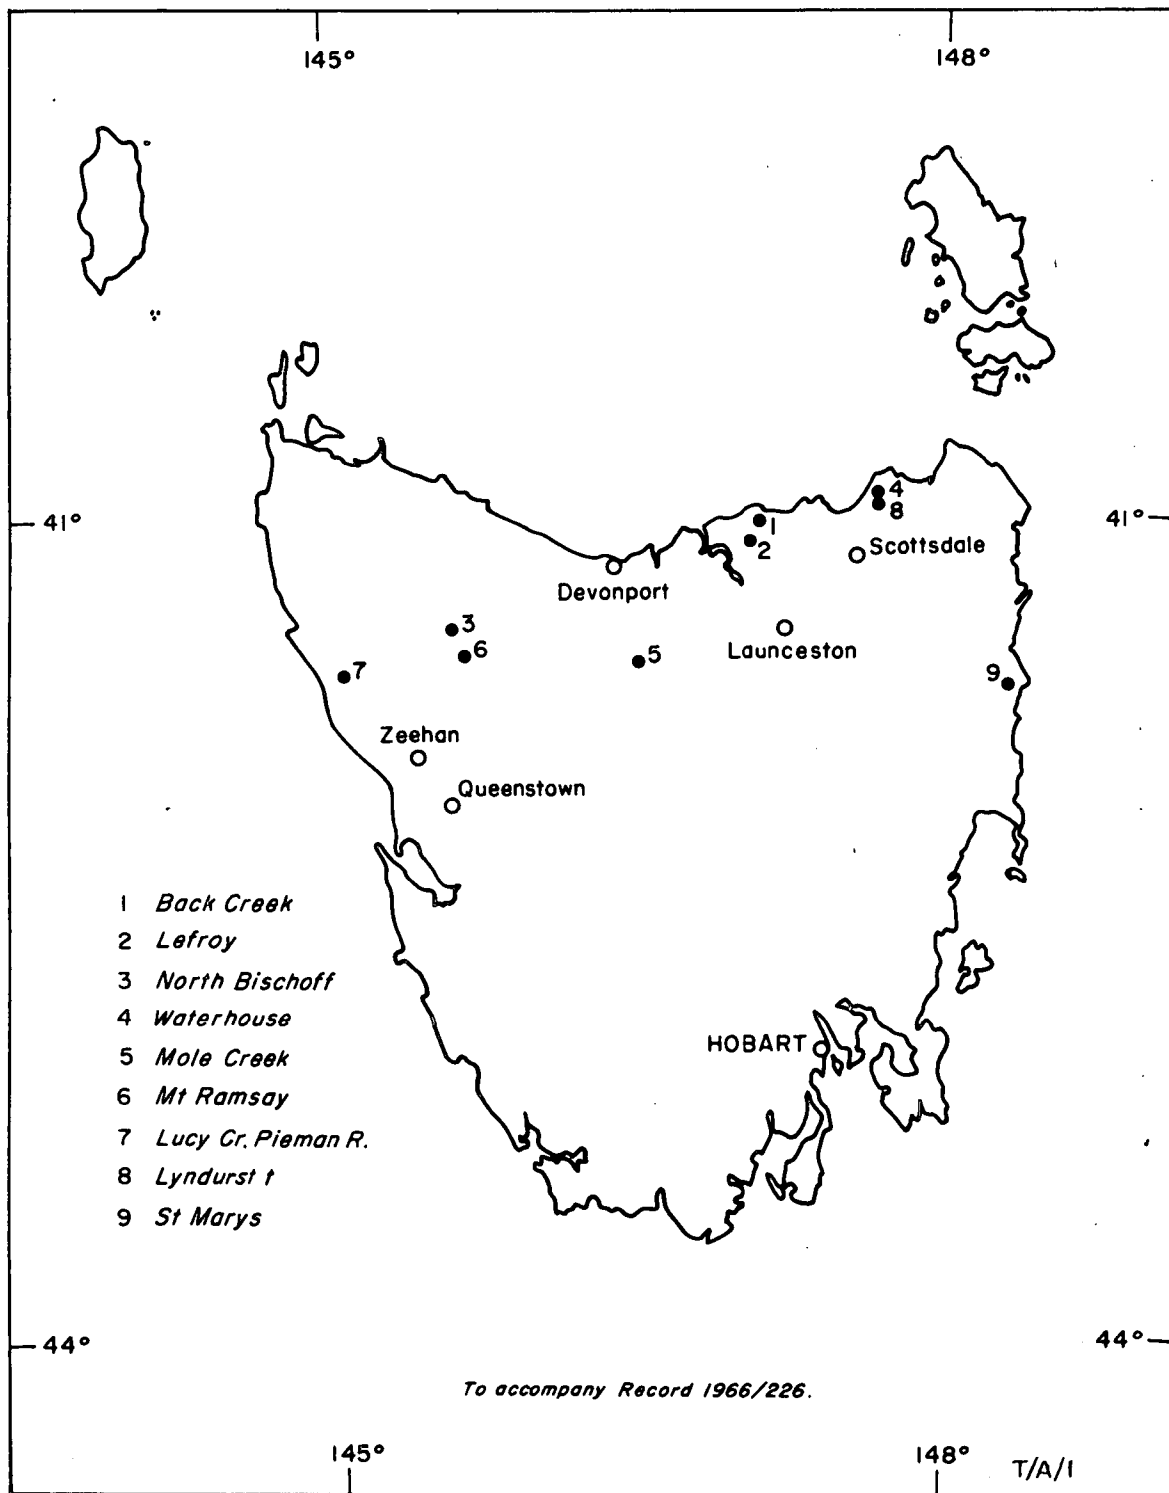 145° 148°
4
8
41° 41°
1
2
Scottsdale
Devonport
3
Launceston
6
5
7
9
Zeehan
Queenstown
1 Back Creek
2 Lefroy
3 North Bischoff
4 Waterhouse
HOBART
5 Mole Creek
6 Mt Ramsay
7 Lucy Cr. Pieman R.
8 Lyndurst t
9 St Marys
44° 44°
To accompany Record 1966/226.
145° 148°
T/A/1